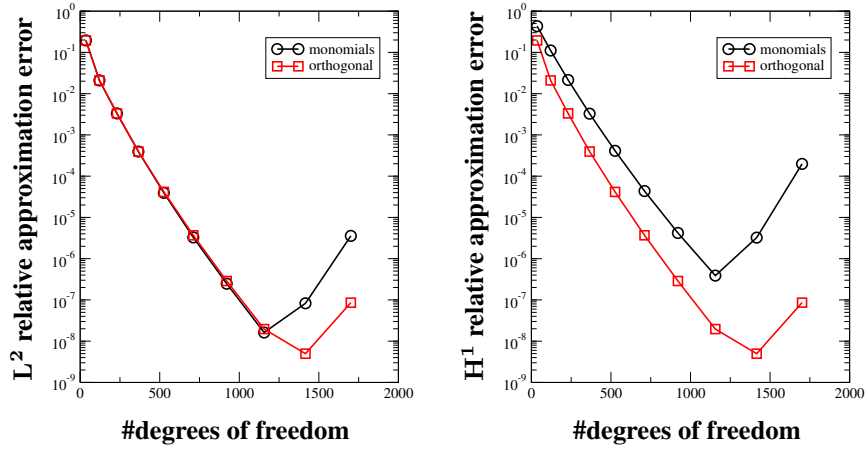 10^0
10^-1
10^-2
10^-3
10^-4
10^-5
10^-6
10^-7
10^-8
10^-9
0 500 1000 1500 2000
#degrees of freedom
L^2 relative approximation error
monomials
orthogonal
10^0
10^-1
10^-2
10^-3
10^-4
10^-5
10^-6
10^-7
10^-8
10^-9
0 500 1000 1500 2000
#degrees of freedom
H^1 relative approximation error
monomials
orthogonal